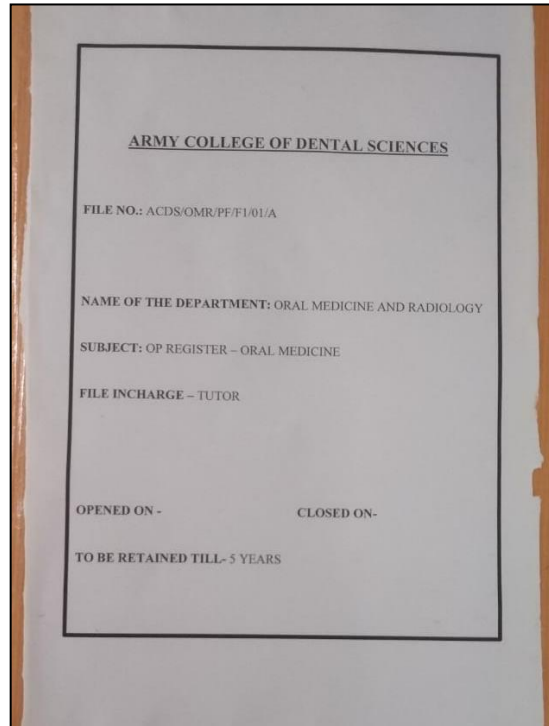 ARMY COLLEGE OF DENTAL SCIENCES
FILE NO.: ACDS/OMR/PF/F1/01/A
NAME OF THE DEPARTMENT: ORAL MEDICINE AND RADIOLOGY
SUBJECT: OP REGISTER – ORAL MEDICINE
FILE INCHARGE – TUTOR
OPENED ON - CLOSED ON-
TO BE RETAINED TILL- 5 YEARS